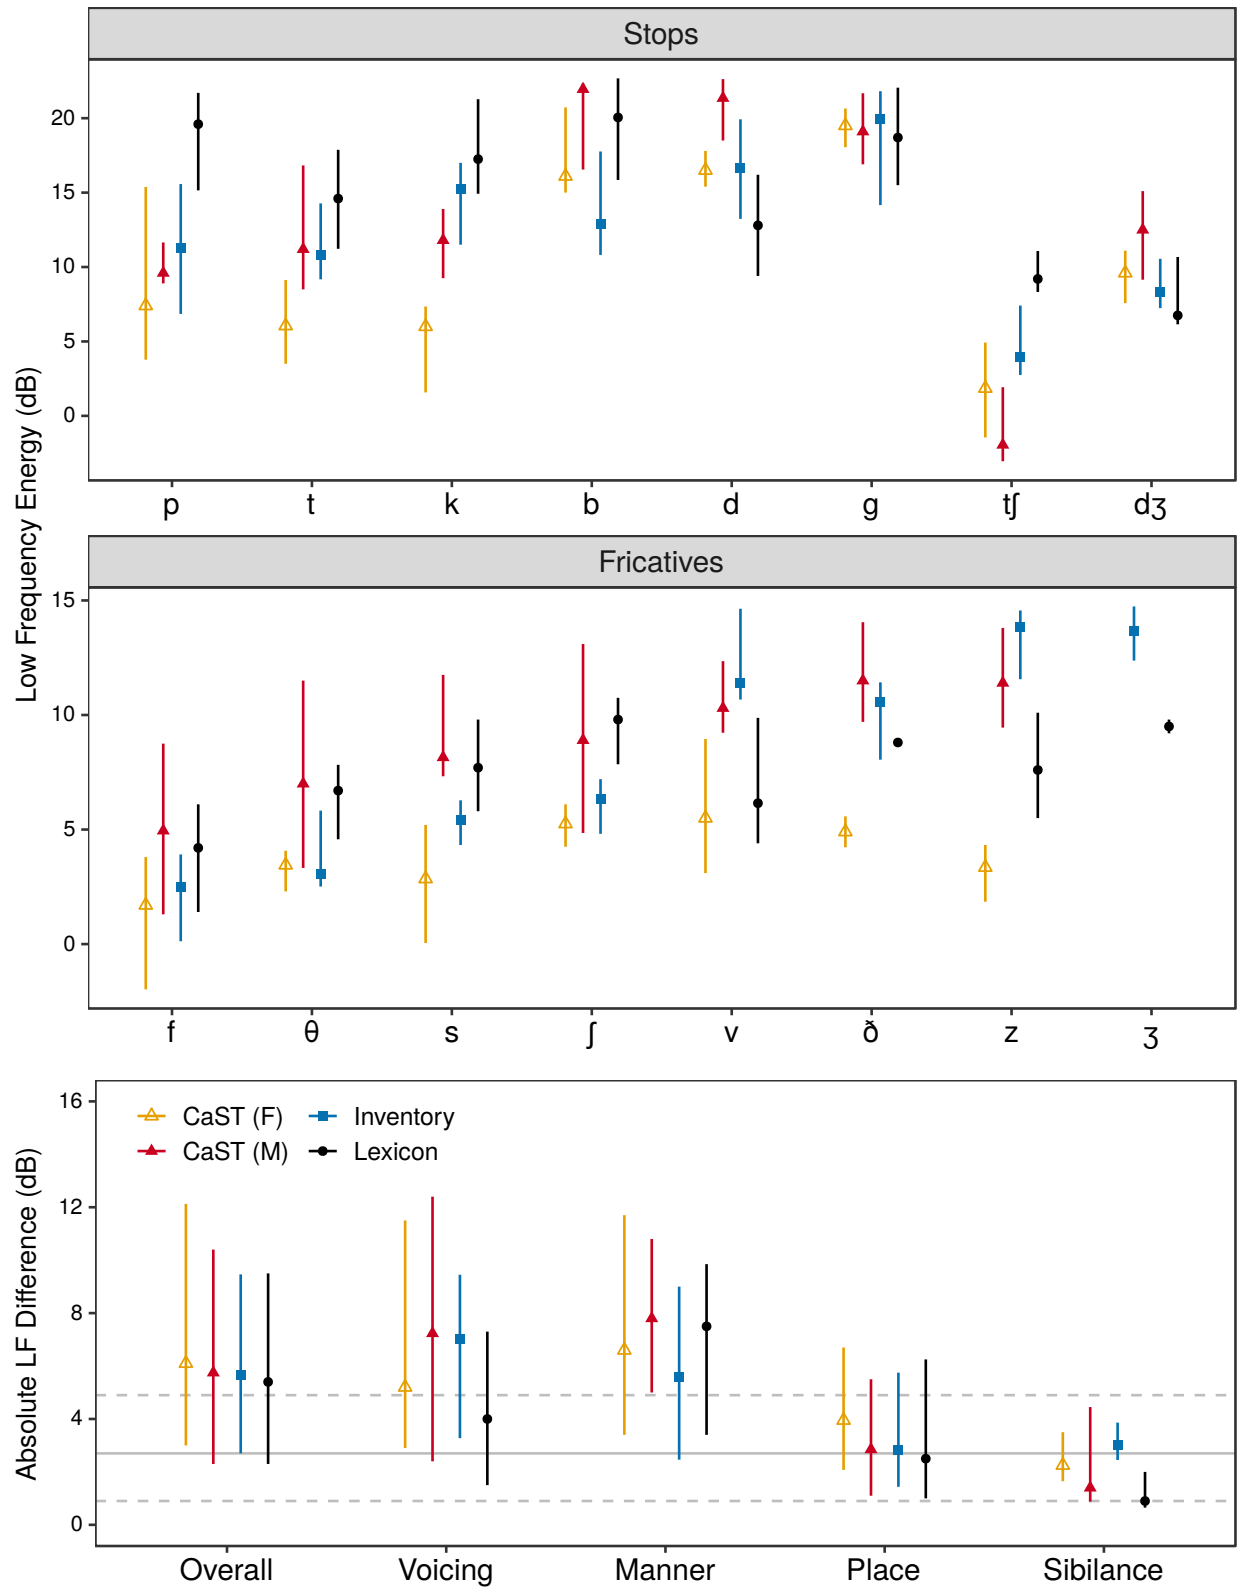 Stops
Low Frequency Energy (dB)
20
15
10
5
0
p t k b d g tʃ dʒ
Fricatives
15
10
5
0
f θ s ʃ v ð z ʒ
Absolute LF Difference (dB)
16
12
8
4
0
CaST (F) Inventory
CaST (M) Lexicon
Overall Voicing Manner Place Sibilance